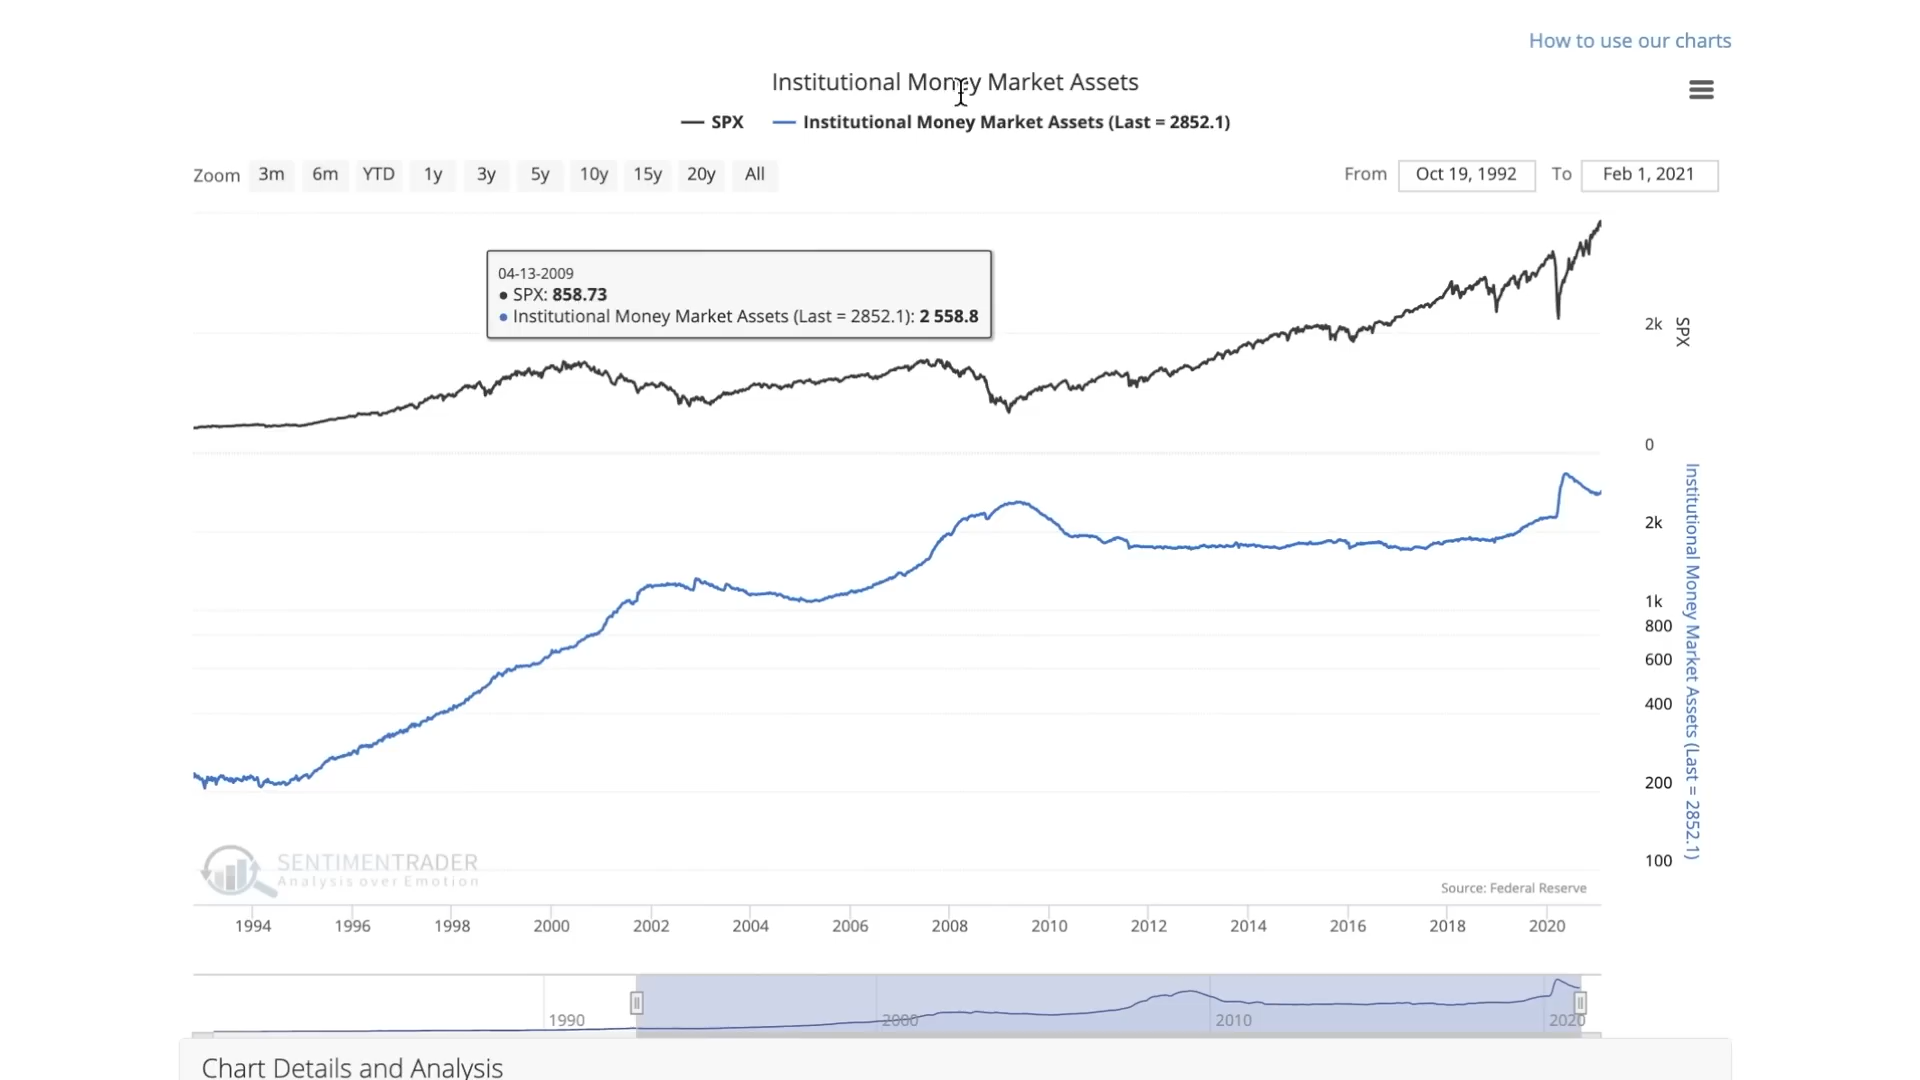 How to use our charts
Institutional Money Market Assets
SPX Institutional Money Market Assets (Last = 2852.1)
Zoom 3m 6m YTD 1y 3y 5y 10y 15y 20y All From Oct 19, 1992 To Feb 1, 2021
04-13-2009
SPX: 858.73
Institutional Money Market Assets (Last = 2852.1): 2 558.8
2k
SPX
0
2k
1k
800
600
400
200
100
Institutional Money Market Assets (Last = 2852.1)
SENTIMENTRADER
Analysis over Emotion
Source: Federal Reserve
1994 1996 1998 2000 2002 2004 2006 2008 2010 2012 2014 2016 2018 2020
1990 2000 2010 2020
Chart Details and Analysis